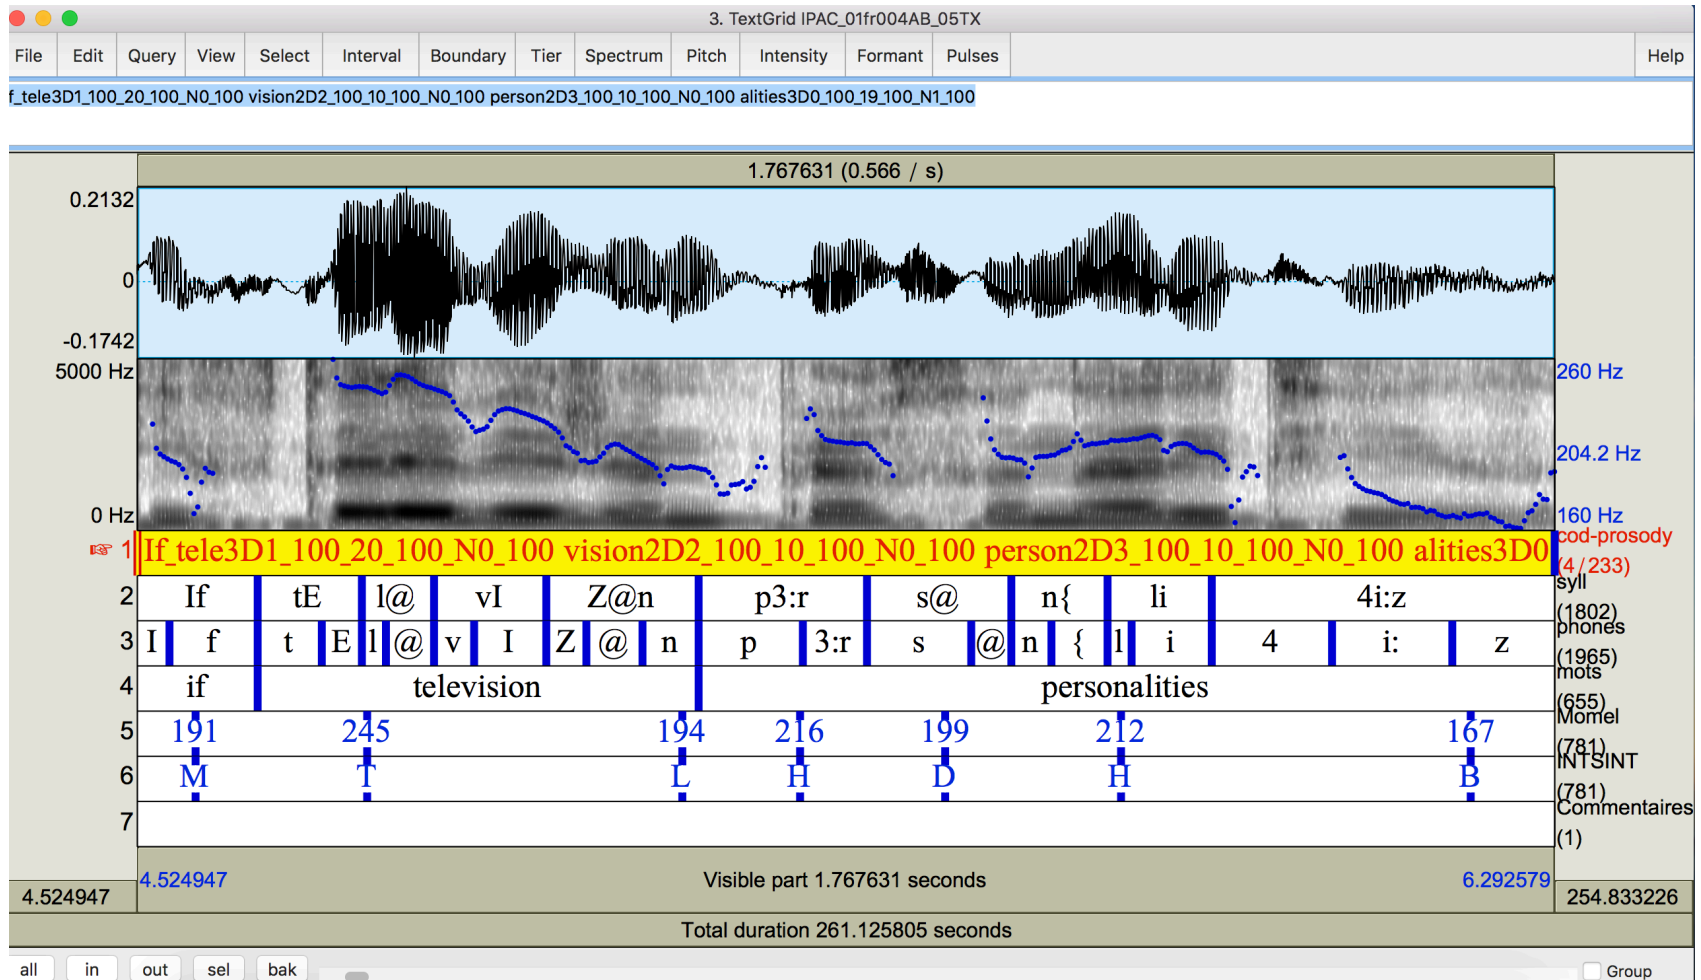 3. TextGrid IPAC_01fr004AB_05TX
File Edit Query View Select Interval Boundary Tier Spectrum Pitch Intensity Formant Pulses Help
f_tele3D1_100_20_100_N0_100 vision2D2_100_10_100_N0_100 person2D3_100_10_100_N0_100 alities3D0_100_19_100_N1_100
1.767631 (0.566 / s)
0.2132
0
-0.1742
5000 Hz 260 Hz
204.2 Hz
0 Hz 160 Hz
1 If_tele3D1_100_20_100_N0_100 vision2D2_100_10_100_N0_100 person2D3_100_10_100_N0_100 alities3D0 cod-prosody (4/233)
2 If tE l@ vI Z@n p3:r s@ n{ li 4i:z syll (1802)
3 I f t E l @ v I Z @ n p 3:r s @ n { l i 4 i: z phones (1965)
4 if television personalities mots (655)
5 191 245 194 216 199 212 167 Momel (781)
6 M T L H D H B INTSINT (781)
7 Commentaires (1)
4.524947 Visible part 1.767631 seconds 6.292579
4.524947 254.833226
Total duration 261.125805 seconds
all in out sel bak Group